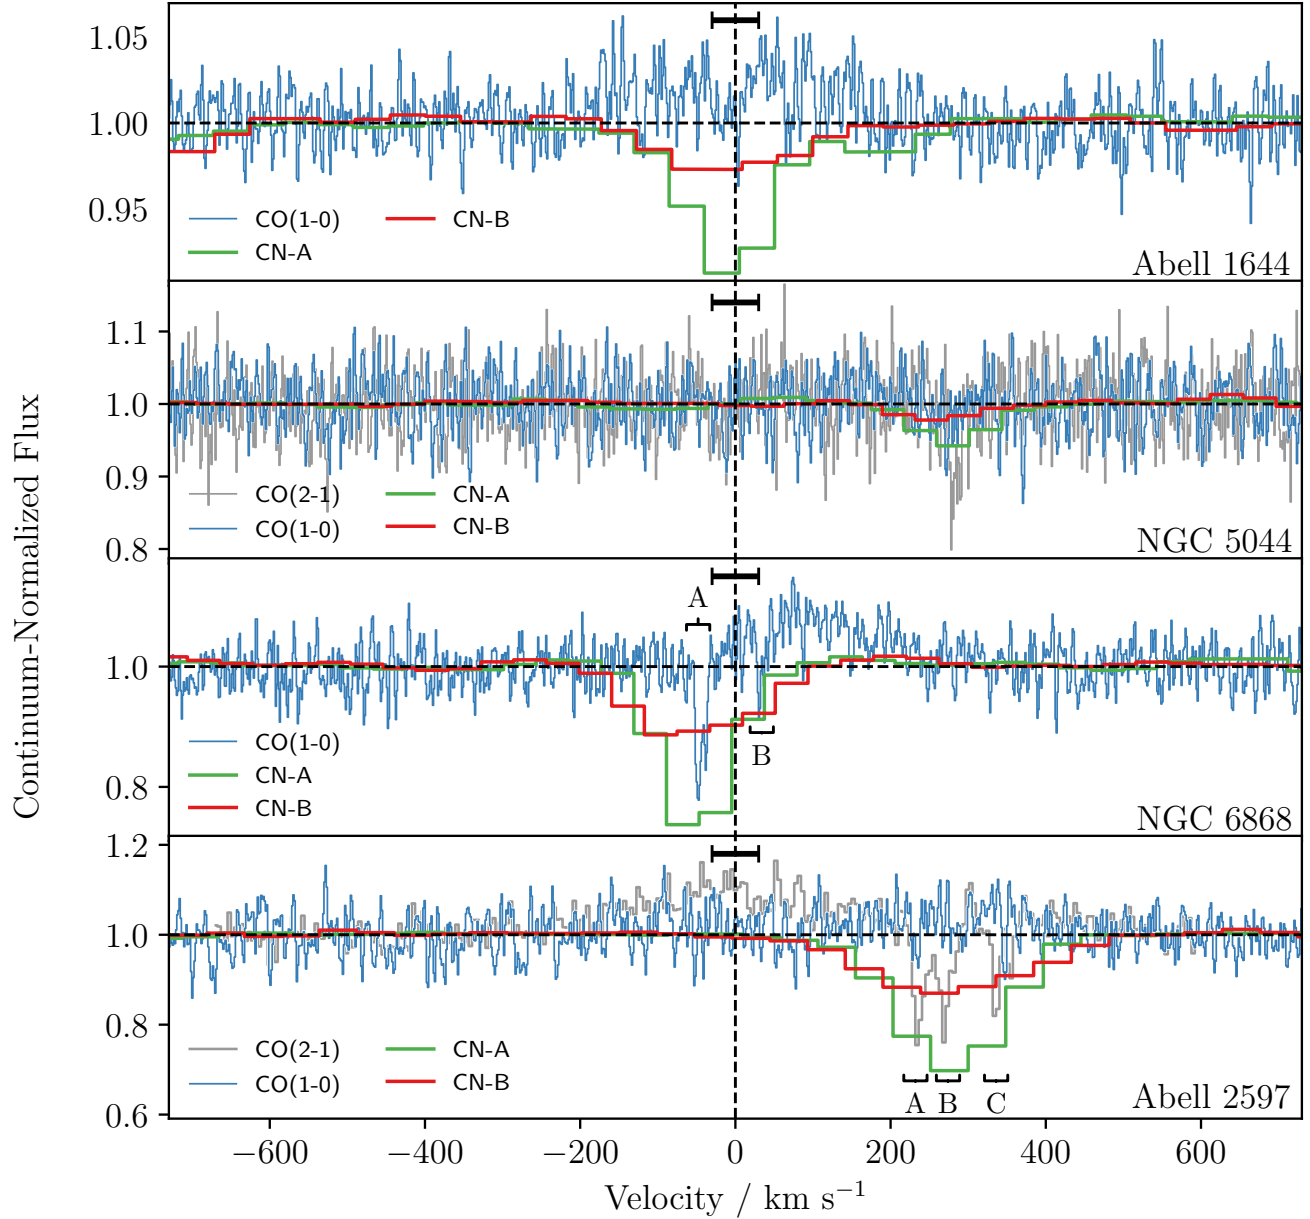 Continuum-Normalized Flux
1.05
1.00
0.95
CO(1-0)
CN-B
CN-A
Abell 1644
1.1
1.0
0.9
0.8
CO(2-1)
CN-A
CO(1-0)
CN-B
NGC 5044
A
1.0
B
0.8
CO(1-0)
CN-A
CN-B
NGC 6868
1.2
1.0
0.8
0.6
CO(2-1)
CN-A
CO(1-0)
CN-B
A B C
Abell 2597
−600 −400 −200 0 200 400 600
Velocity / km s⁻¹